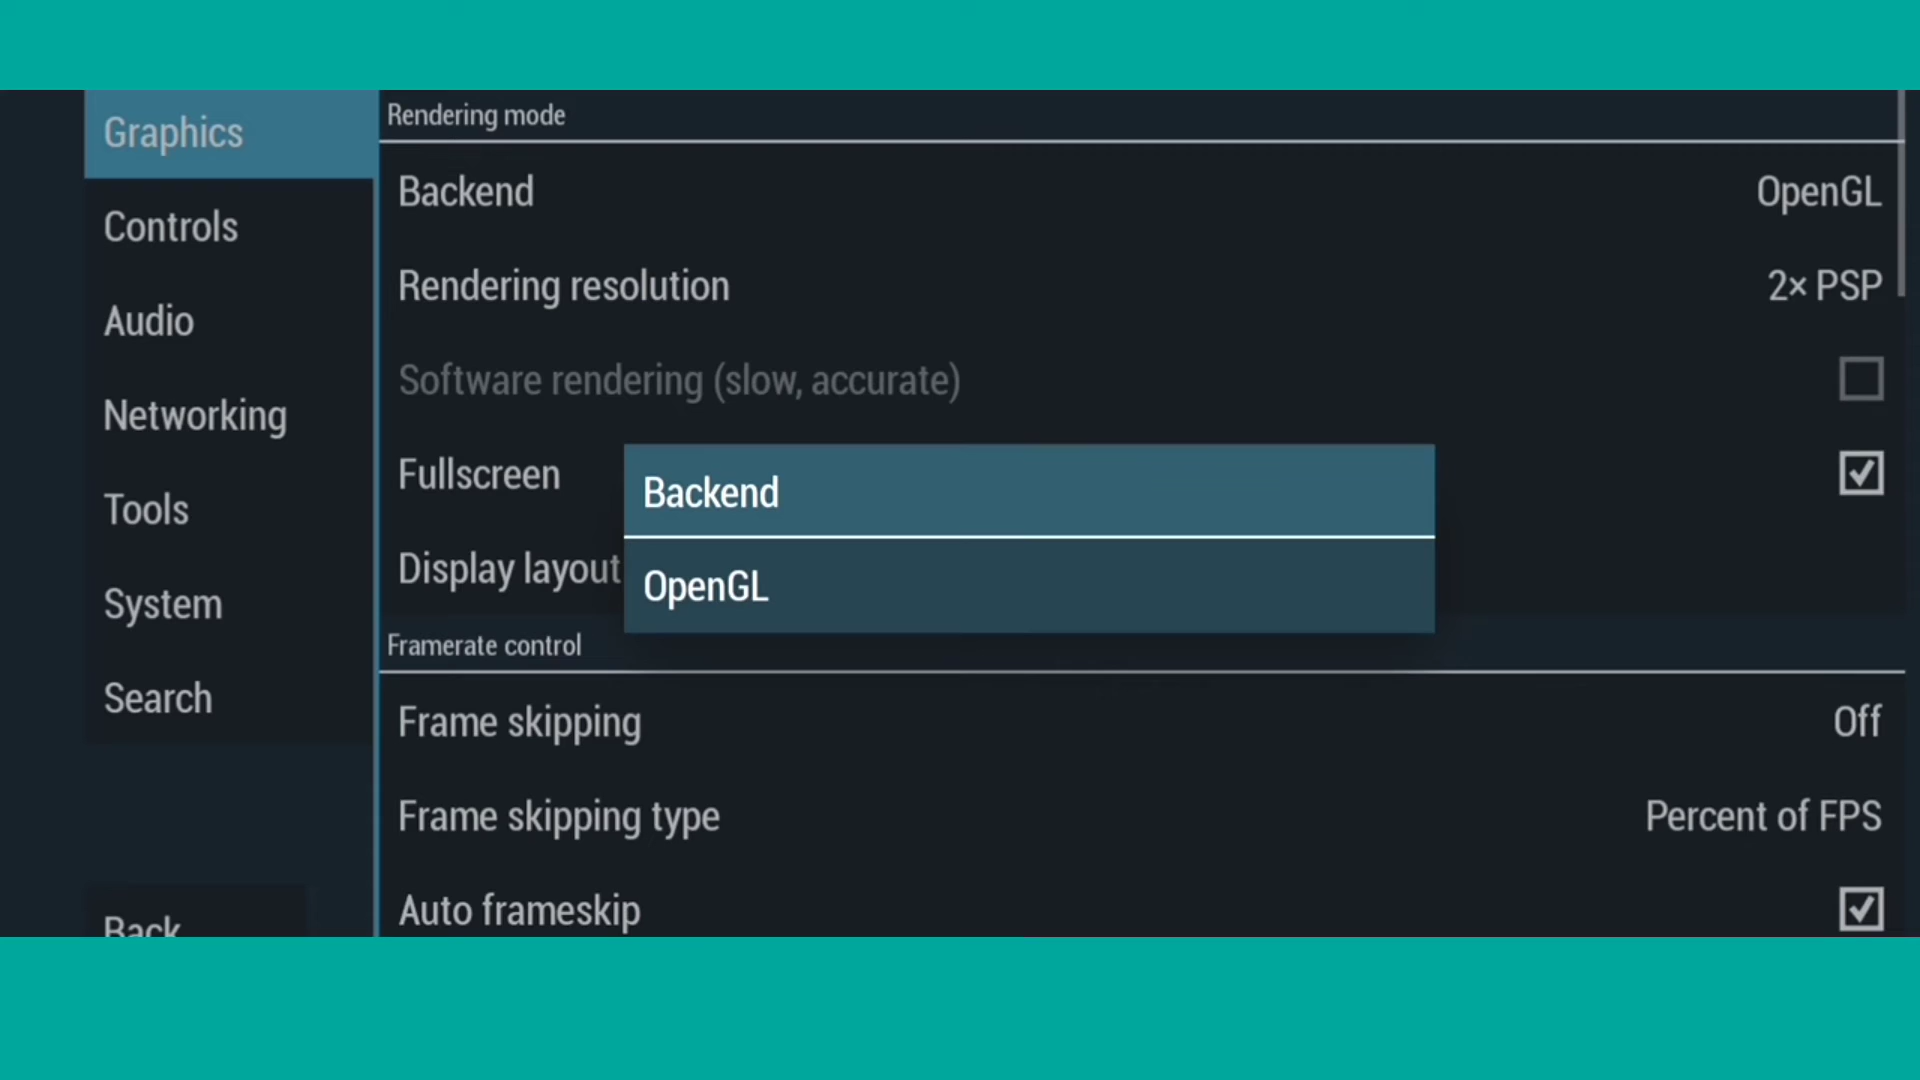 Graphics
Controls
Audio
Networking
Tools
System
Search
Back
Rendering mode
Backend OpenGL
Rendering resolution 2× PSP
Software rendering (slow, accurate)
Fullscreen
Display layout
Backend
OpenGL
Framerate control
Frame skipping Off
Frame skipping type Percent of FPS
Auto frameskip